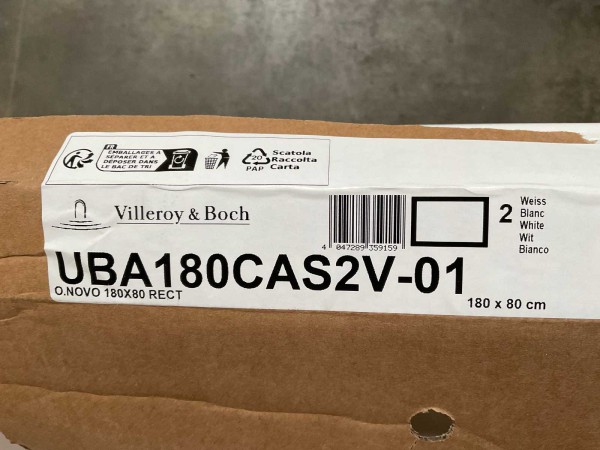 FR
EMBALLAGES À
SÉPARER ET À
DÉPOSER DANS
LE BAC DE TRI
20
PAP
Scatola
Raccolta
Carta
Villeroy & Boch
4 047289 359159
2
Weiss
Blanc
White
Wit
Bianco
UBA180CAS2V-01
O.NOVO 180X80 RECT
180 x 80 cm